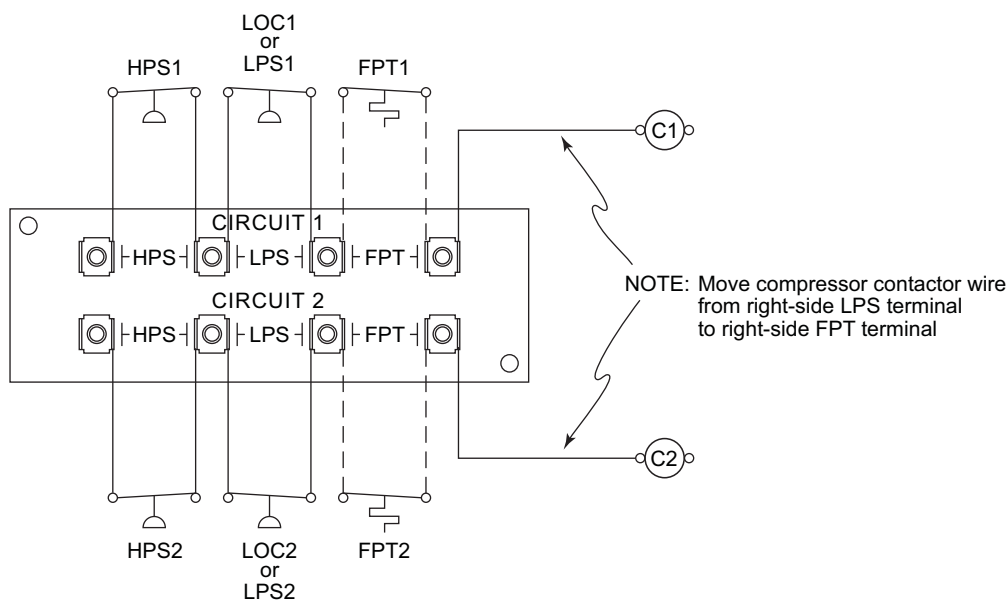 LOC1
or
LPS1
HPS1
FPT1
C1
CIRCUIT 1
HPS
LPS
FPT
NOTE: Move compressor contactor wire
from right-side LPS terminal
to right-side FPT terminal
CIRCUIT 2
HPS
LPS
FPT
C2
HPS2
LOC2
or
LPS2
FPT2